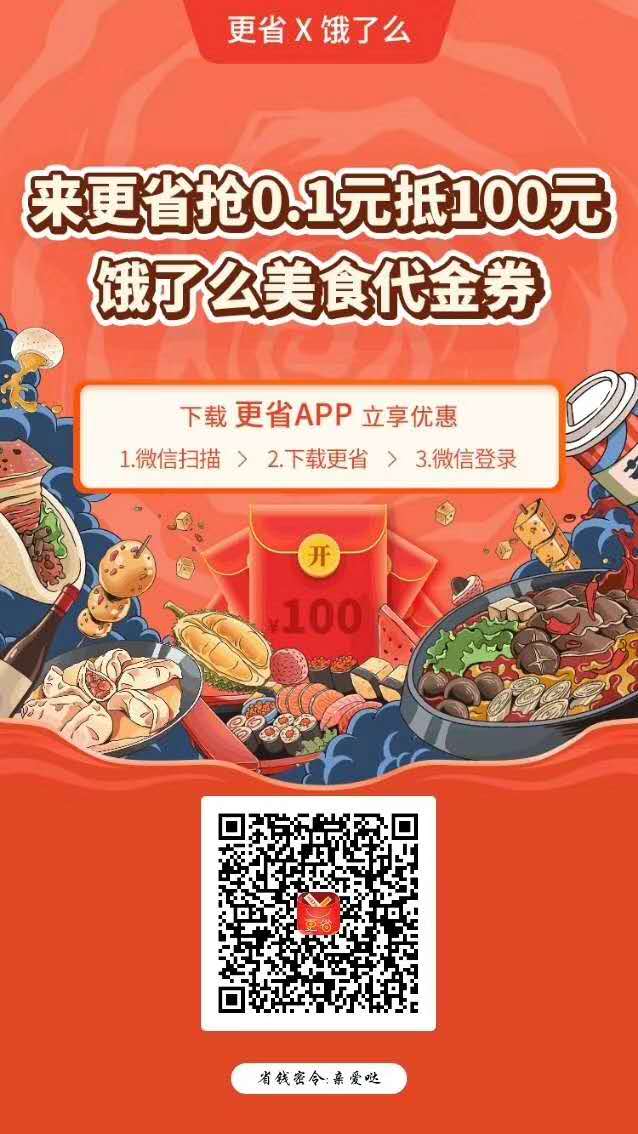 更省 X 饿了么
来更省抢0.1元抵100元
饿了么美食代金券
下载 更省APP 立享优惠
1.微信扫描 > 2.下载更省 > 3.微信登录
开
¥100
更省
省钱密令:亲爱哒